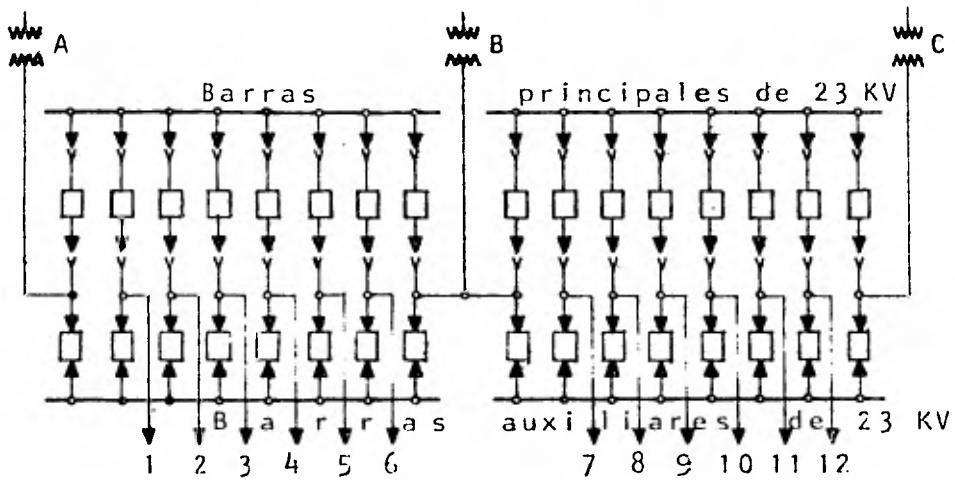 A B C
Barras principales de 23 KV
Barras auxiliares de 23 KV
1 2 3 4 5 6 7 8 9 10 11 12